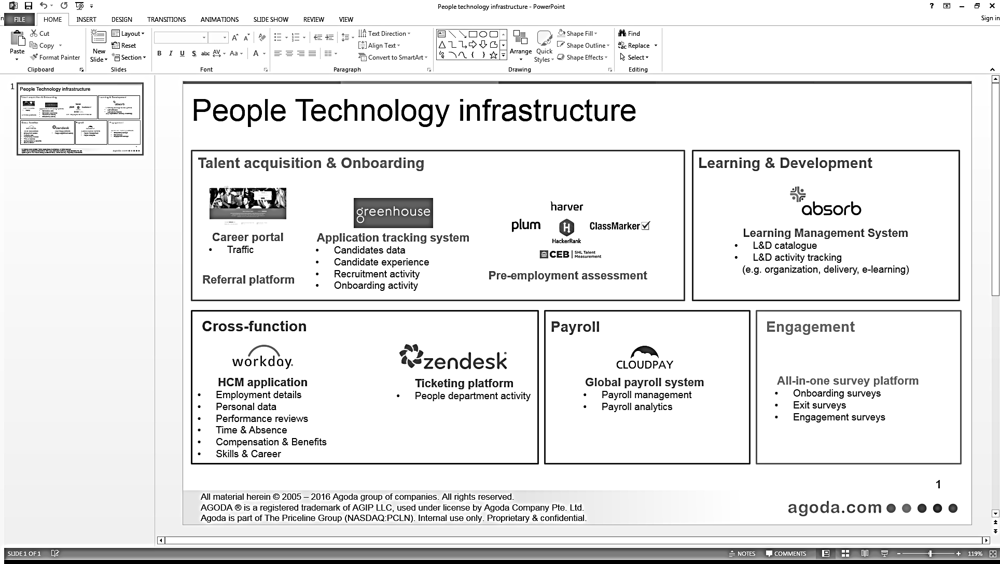 People technology infrastructure - PowerPoint
?
Sign in
in
FILE HOME INSERT DESIGN TRANSITIONS ANIMATIONS SLIDE SHOW REVIEW VIEW
Paste
Cut
Copy
Format Painter
Clipboard
New
Slide
Layout
Reset
Section
Slides
B I U S abc AV Aa A
Font
Text Direction
Align Text
Convert to SmartArt
Paragraph
Arrange
Quick
Styles
Shape Fill
Shape Outline
Shape Effects
Drawing
Find
Replace
Select
Editing
1
People Technology infrastructure
People Technology infrastructure
Talent acquisition & Onboarding
Career portal
• Traffic
Referral platform
greenhouse
Application tracking system
• Candidates data
• Candidate experience
• Recruitment activity
• Onboarding activity
harver
plum
HackerRank
ClassMarker
CEB SHL Talent
Measurement
Pre-employment assessment
Learning & Development
absorb
Learning Management System
• L&D catalogue
• L&D activity tracking
(e.g. organization, delivery, e-learning)
Cross-function
workday.
HCM application
• Employment details
• Personal data
• Performance reviews
• Time & Absence
• Compensation & Benefits
• Skills & Career
zendesk
Ticketing platform
• People department activity
Payroll
CLOUDPAY
Global payroll system
• Payroll management
• Payroll analytics
Engagement
All-in-one survey platform
• Onboarding surveys
• Exit surveys
• Engagement surveys
1
All material herein © 2005 – 2016 Agoda group of companies. All rights reserved.
AGODA ® is a registered trademark of AGIP LLC, used under license by Agoda Company Pte. Ltd.
Agoda is part of The Priceline Group (NASDAQ:PCLN). Internal use only. Proprietary & confidential.
agoda.com
SLIDE 1 OF 1
NOTES
COMMENTS
119%